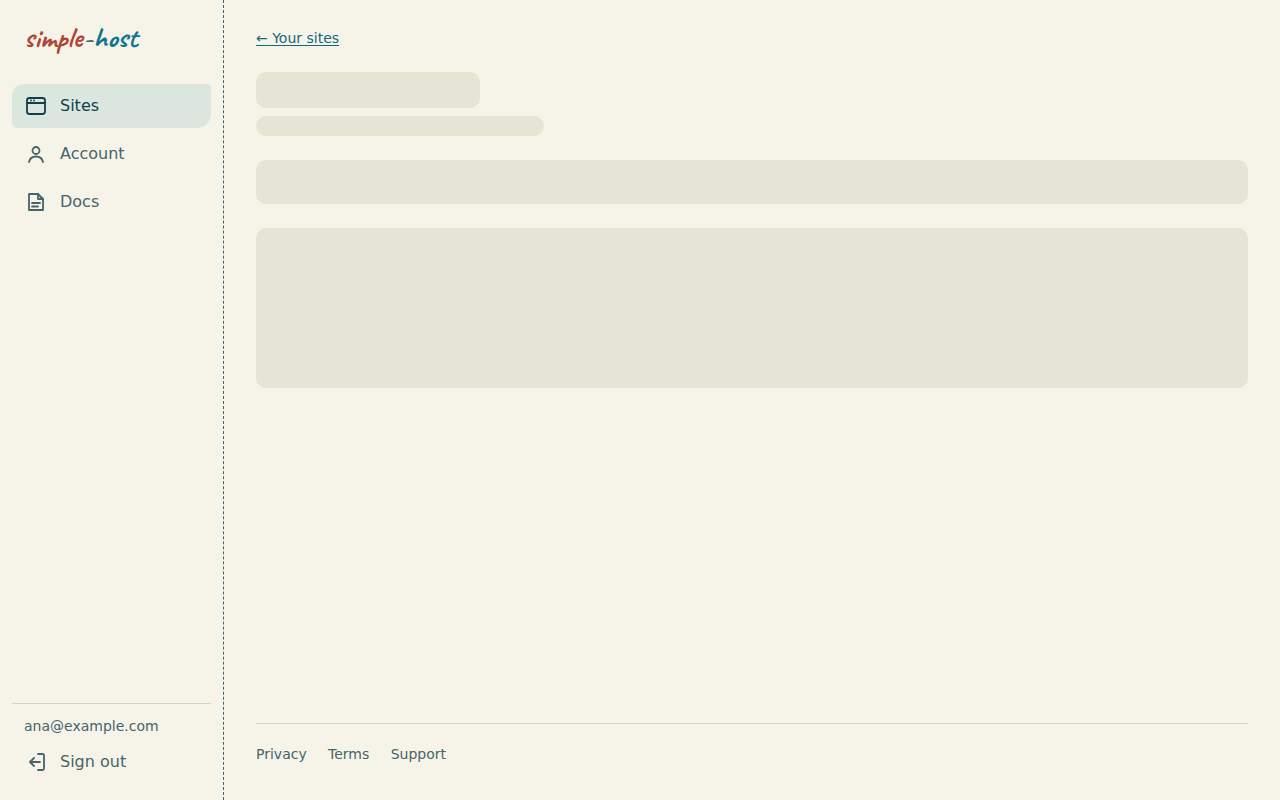 simple-host
Sites
Account
Docs
ana@example.com
Sign out
← Your sites
Privacy Terms Support